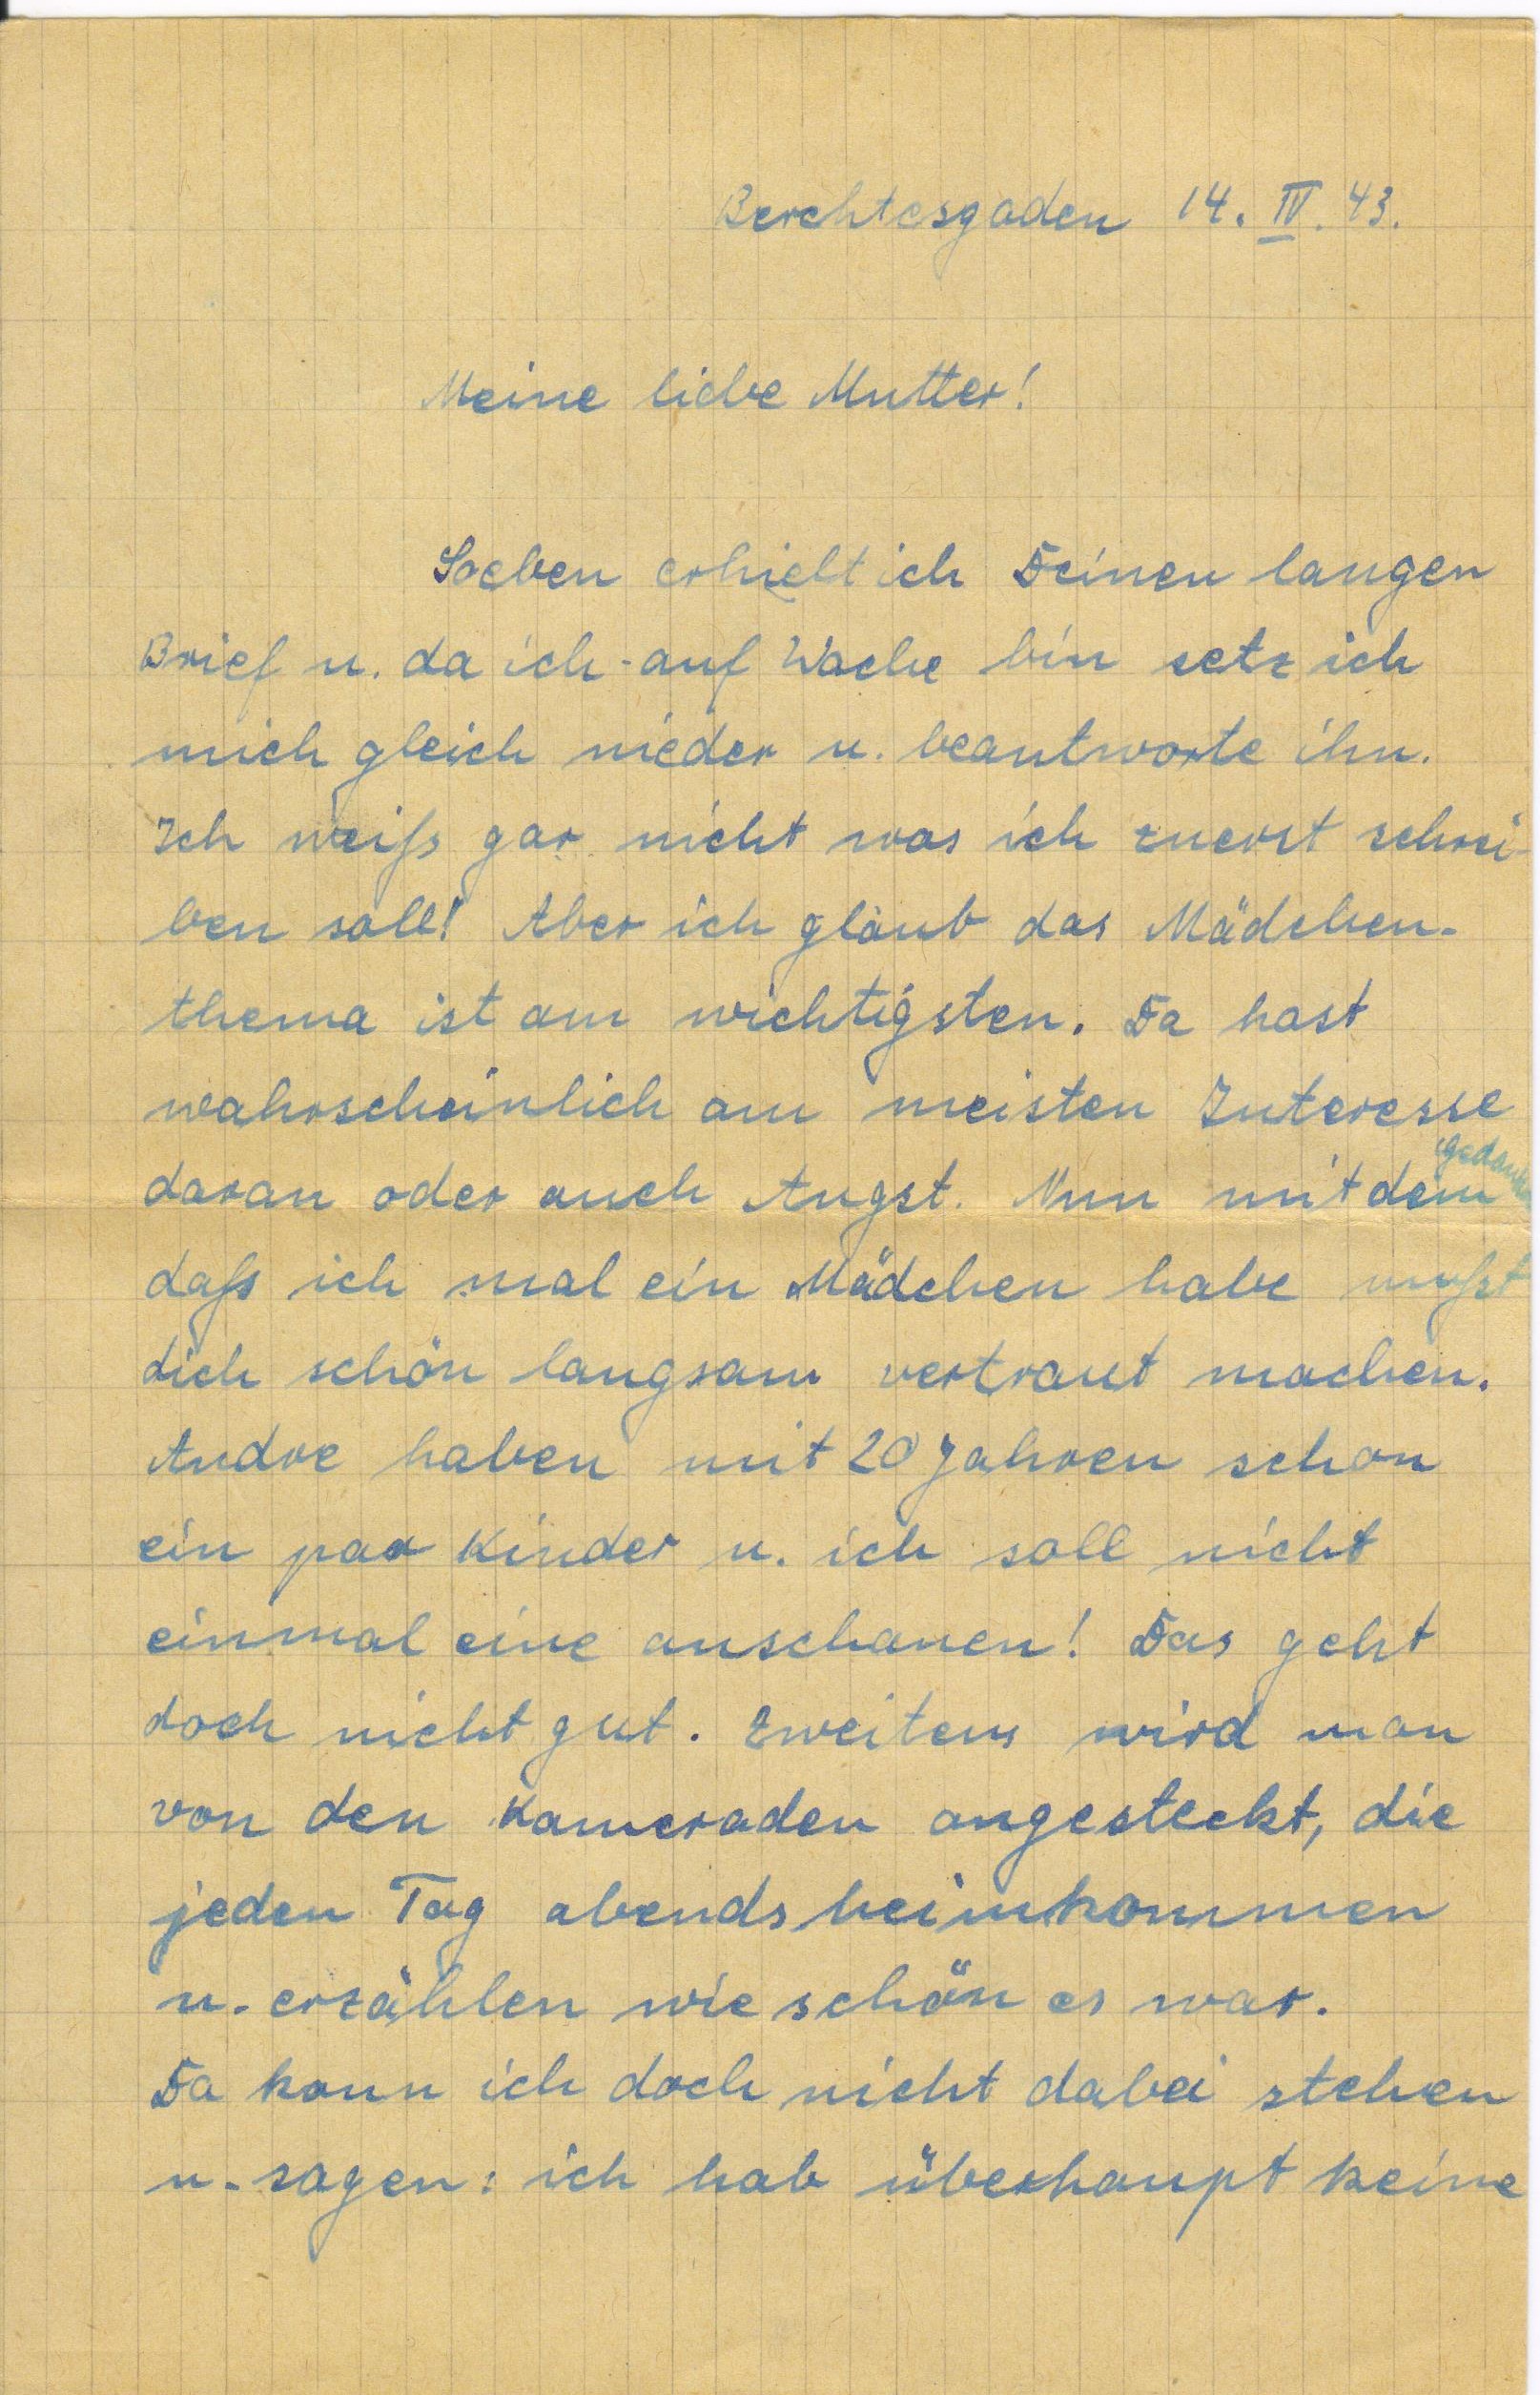 Berchtesgaden 14. IV. 43.
Meine liebe Mutter!
Soeben erhielt ich Deinen langen
Brief u. da ich auf Wache bin setz ich
mich gleich nieder u. beantworte ihn.
Ich weiß gar nicht was ich zuerst schrei-
ben soll! Aber ich glaub das Mädchen-
thema ist am wichtigsten. Da hast
wahrscheinlich am meisten Interesse
gedanken
daran oder auch Angst. Nun mit dem
daß ich mal ein Mädchen habe mußt
dich schön langsam vertraut machen.
Andre haben mit 20 Jahren schon
ein paar Kinder u. ich soll nicht
einmal eine anschauen! Das geht
doch nicht gut. Zweitens wird man
von den Kameraden angesteckt, die
jeden Tag abends heimkommen
u. erzählen wie schön es war.
Da kann ich doch nicht dabei stehen
u. sagen: ich hab überhaupt keine